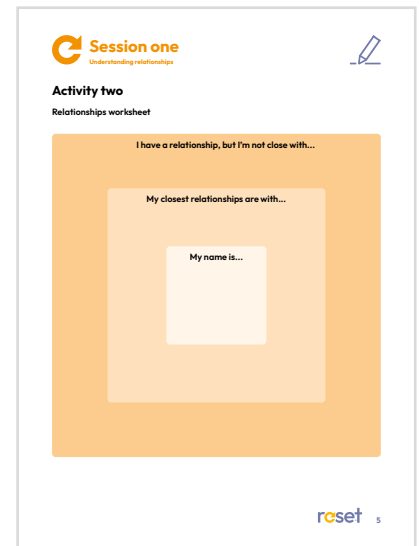 Session one
Understanding relationships
Activity two
Relationships worksheet
I have a relationship, but I'm not close with...
My closest relationships are with...
My name is...
reset
5